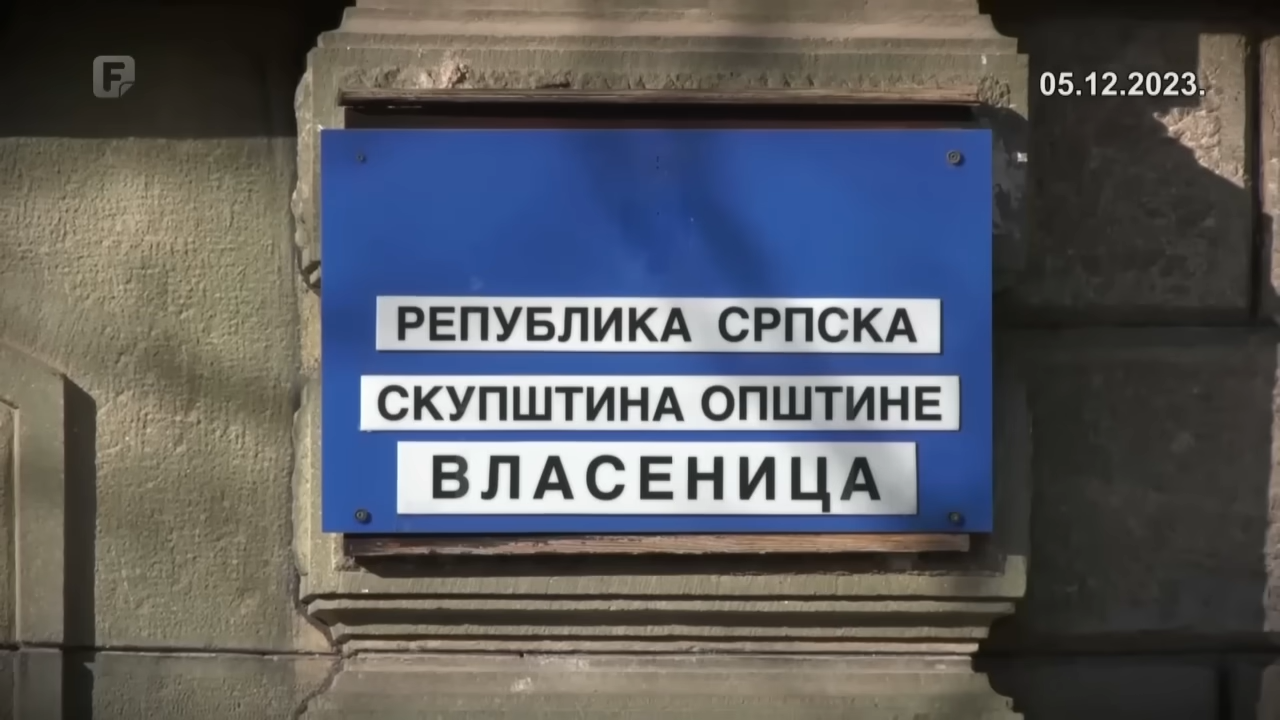 F
05.12.2023.
РЕПУБЛИКА СРПСКА
СКУПШТИНА ОПШТИНЕ
ВЛАСЕНИЦА